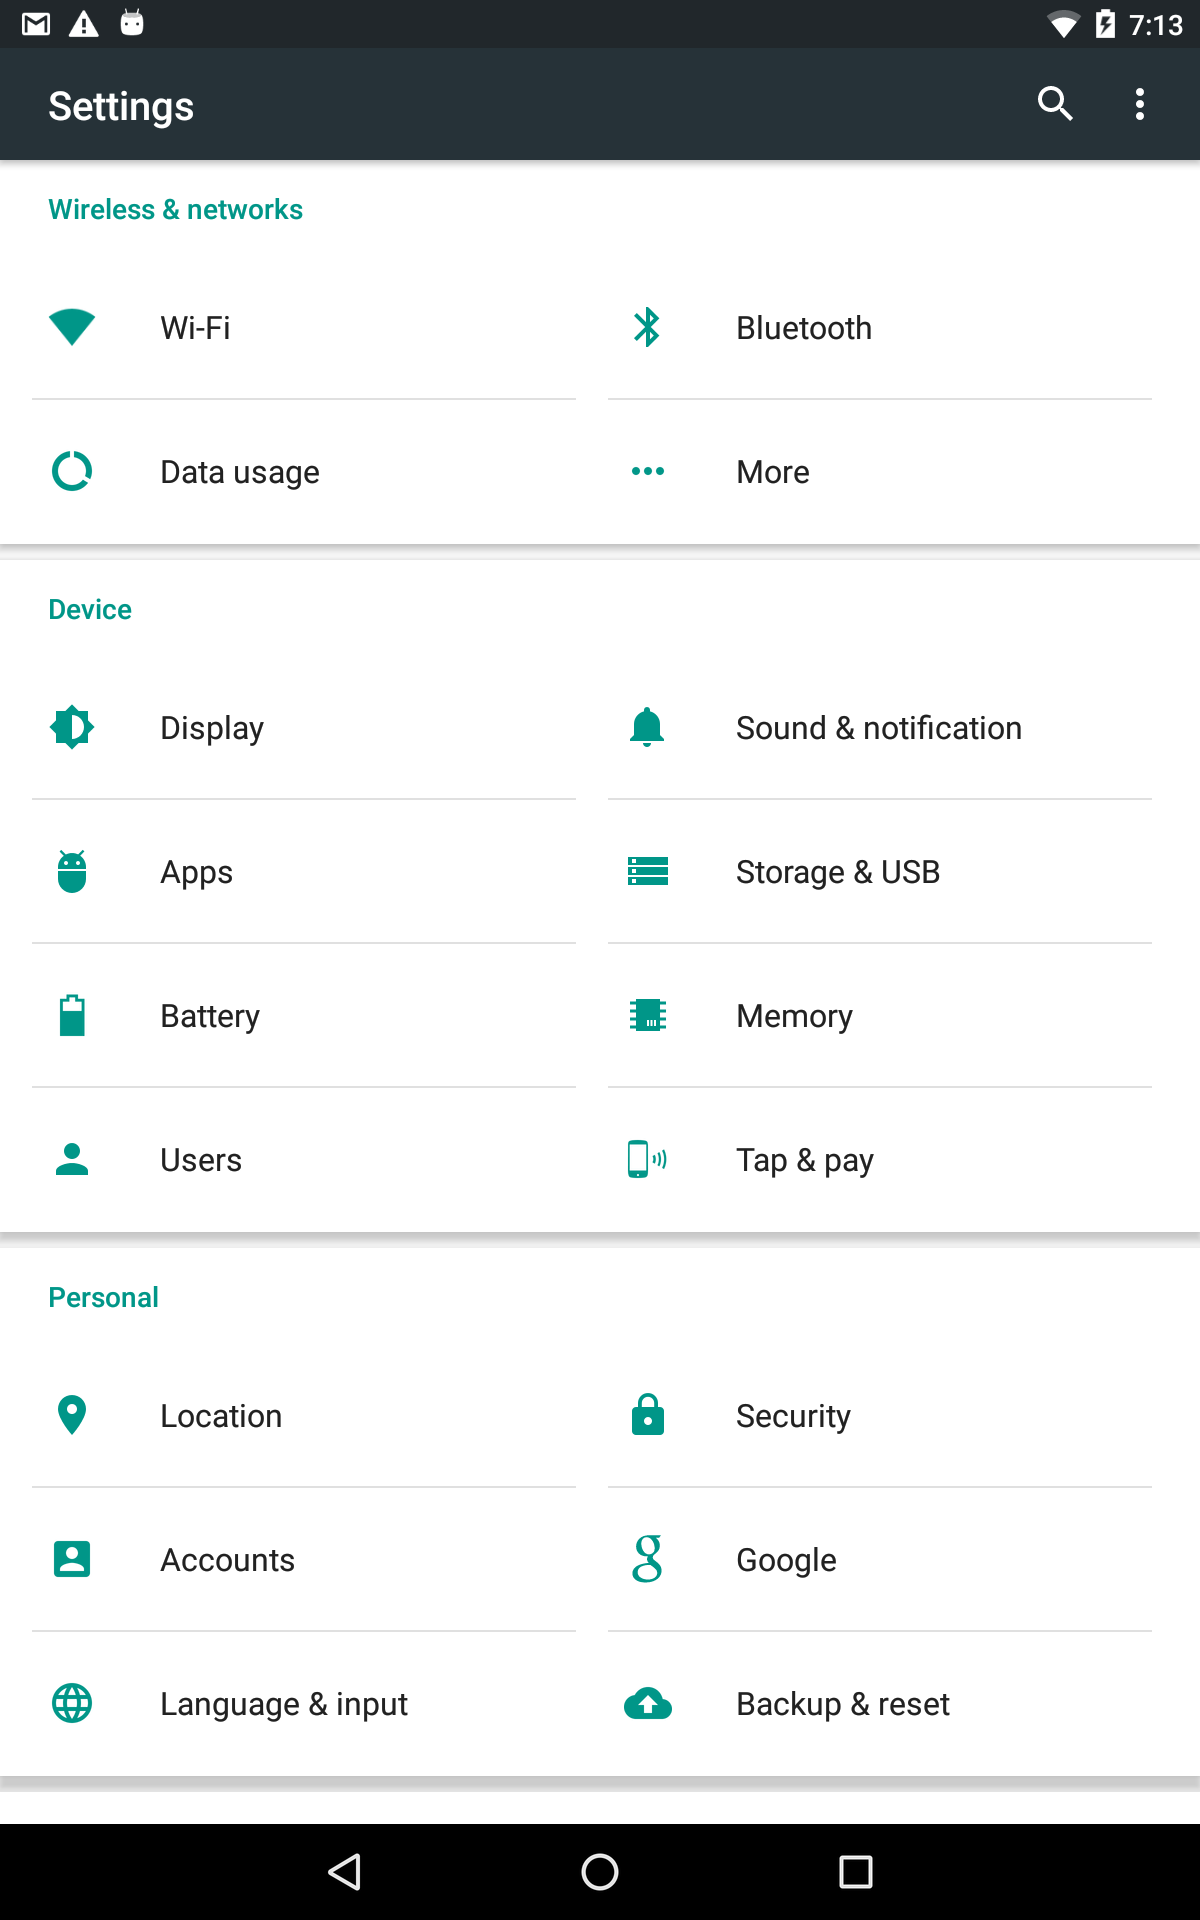 7:13
Settings
Wireless & networks
Wi-Fi
Bluetooth
Data usage
More
Device
Display
Sound & notification
Apps
Storage & USB
Battery
Memory
Users
Tap & pay
Personal
Location
Security
Accounts
Google
Language & input
Backup & reset